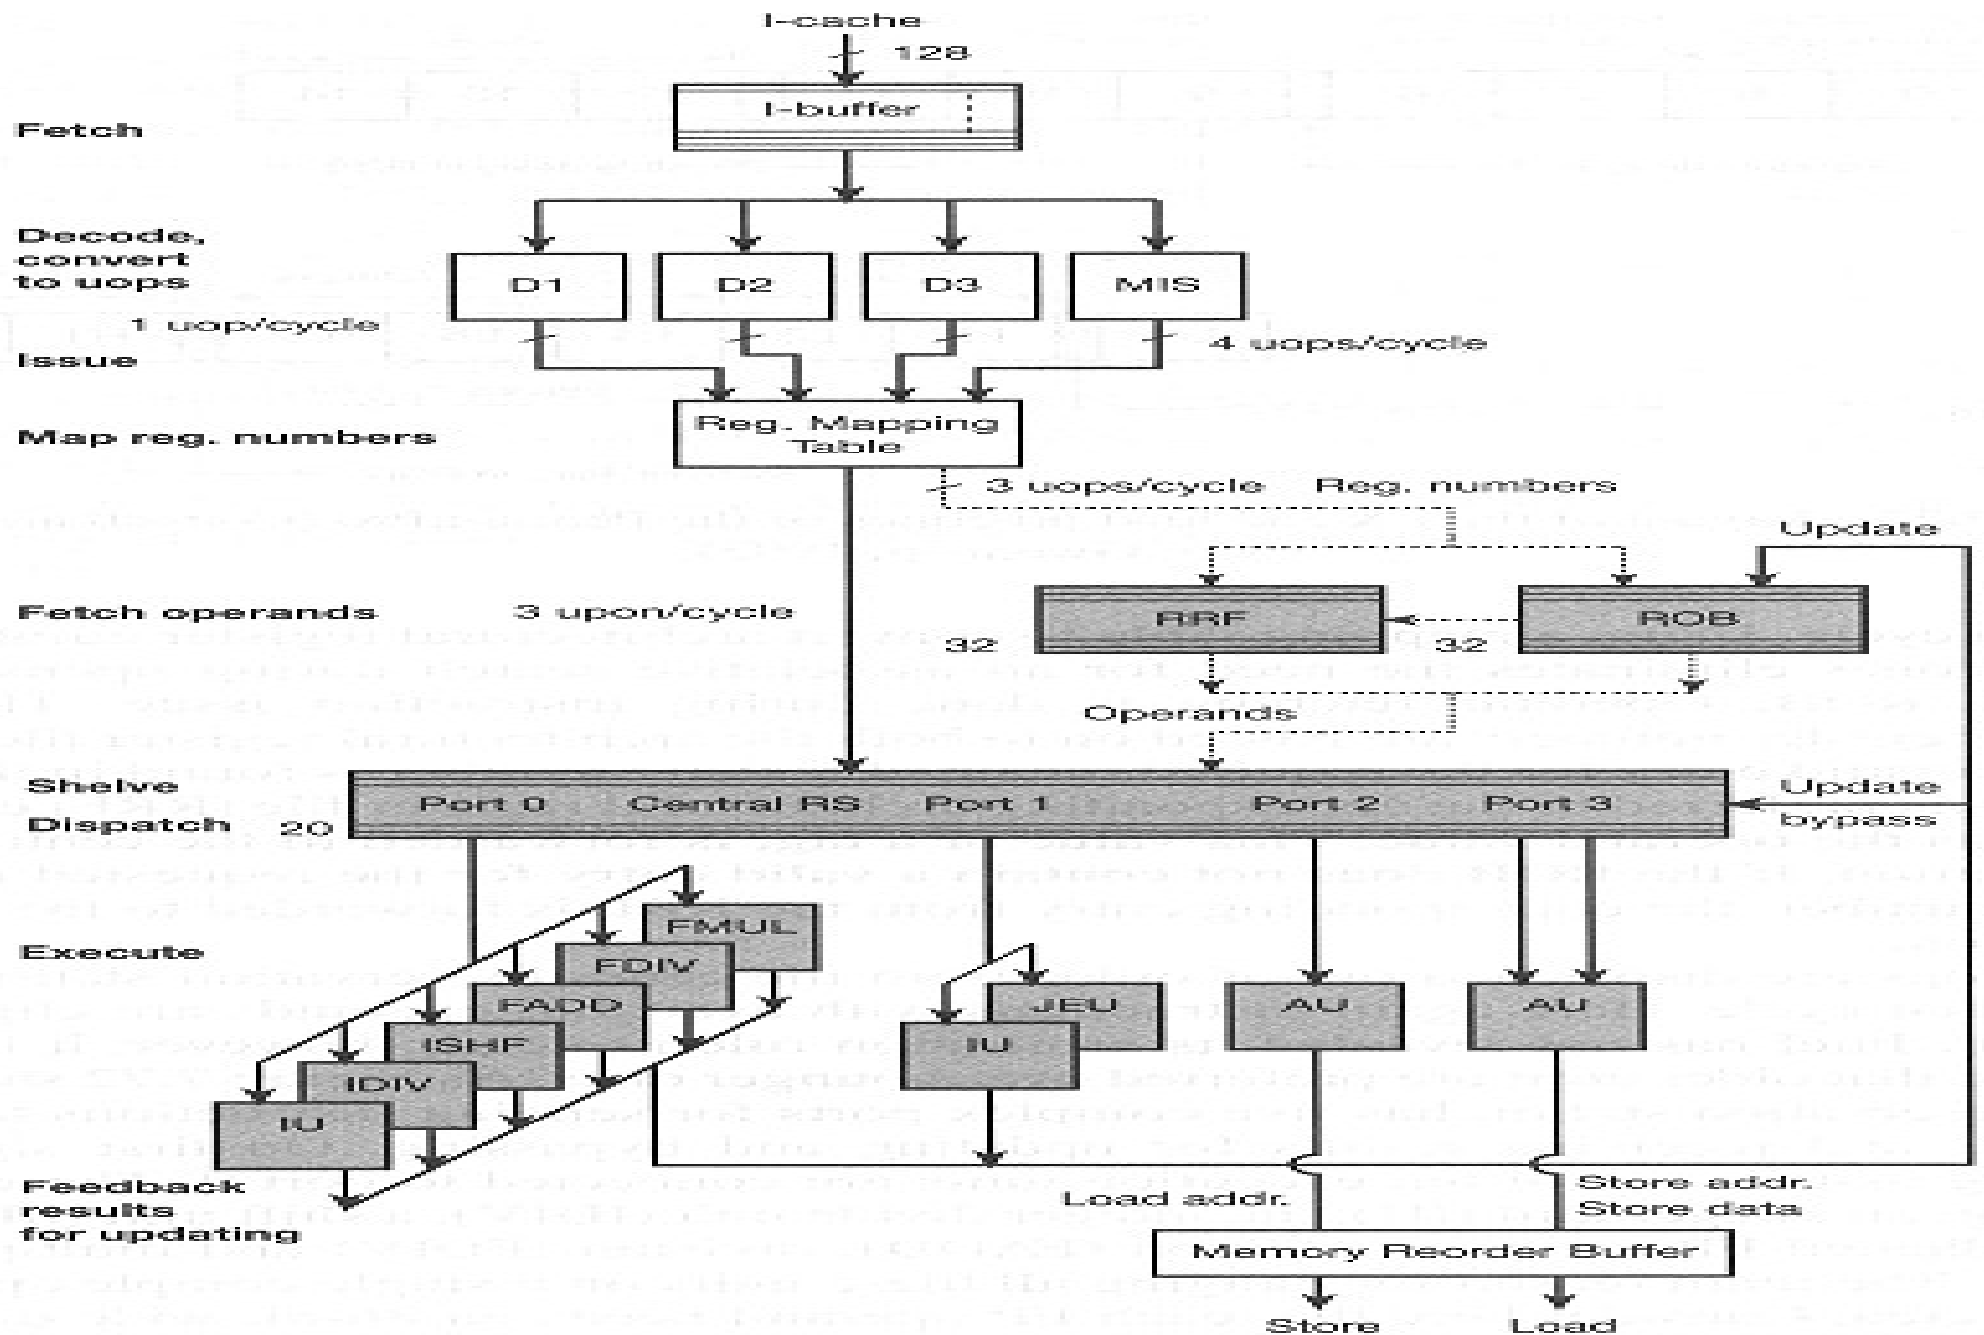 I-cache
128
I-buffer
Fetch
Decode,
convert
to uops
D1
D2
D3
MIS
1 uop/cycle
4 uops/cycle
Issue
Reg. Mapping
Table
Map reg. numbers
3 uops/cycle
Reg. numbers
Update
Fetch operands
3 upon/cycle
RRF
ROB
32
32
Operands
Shelve
Port 0
Central RS
Port 1
Port 2
Port 3
Update
Dispatch
20
bypass
Execute
FMUL
FDIV
FADD
JEU
AU
AU
ISHF
IU
IDIV
IU
Feedback
results
for updating
Load addr.
Store addr.
Store data
Memory Reorder Buffer
Store
Load